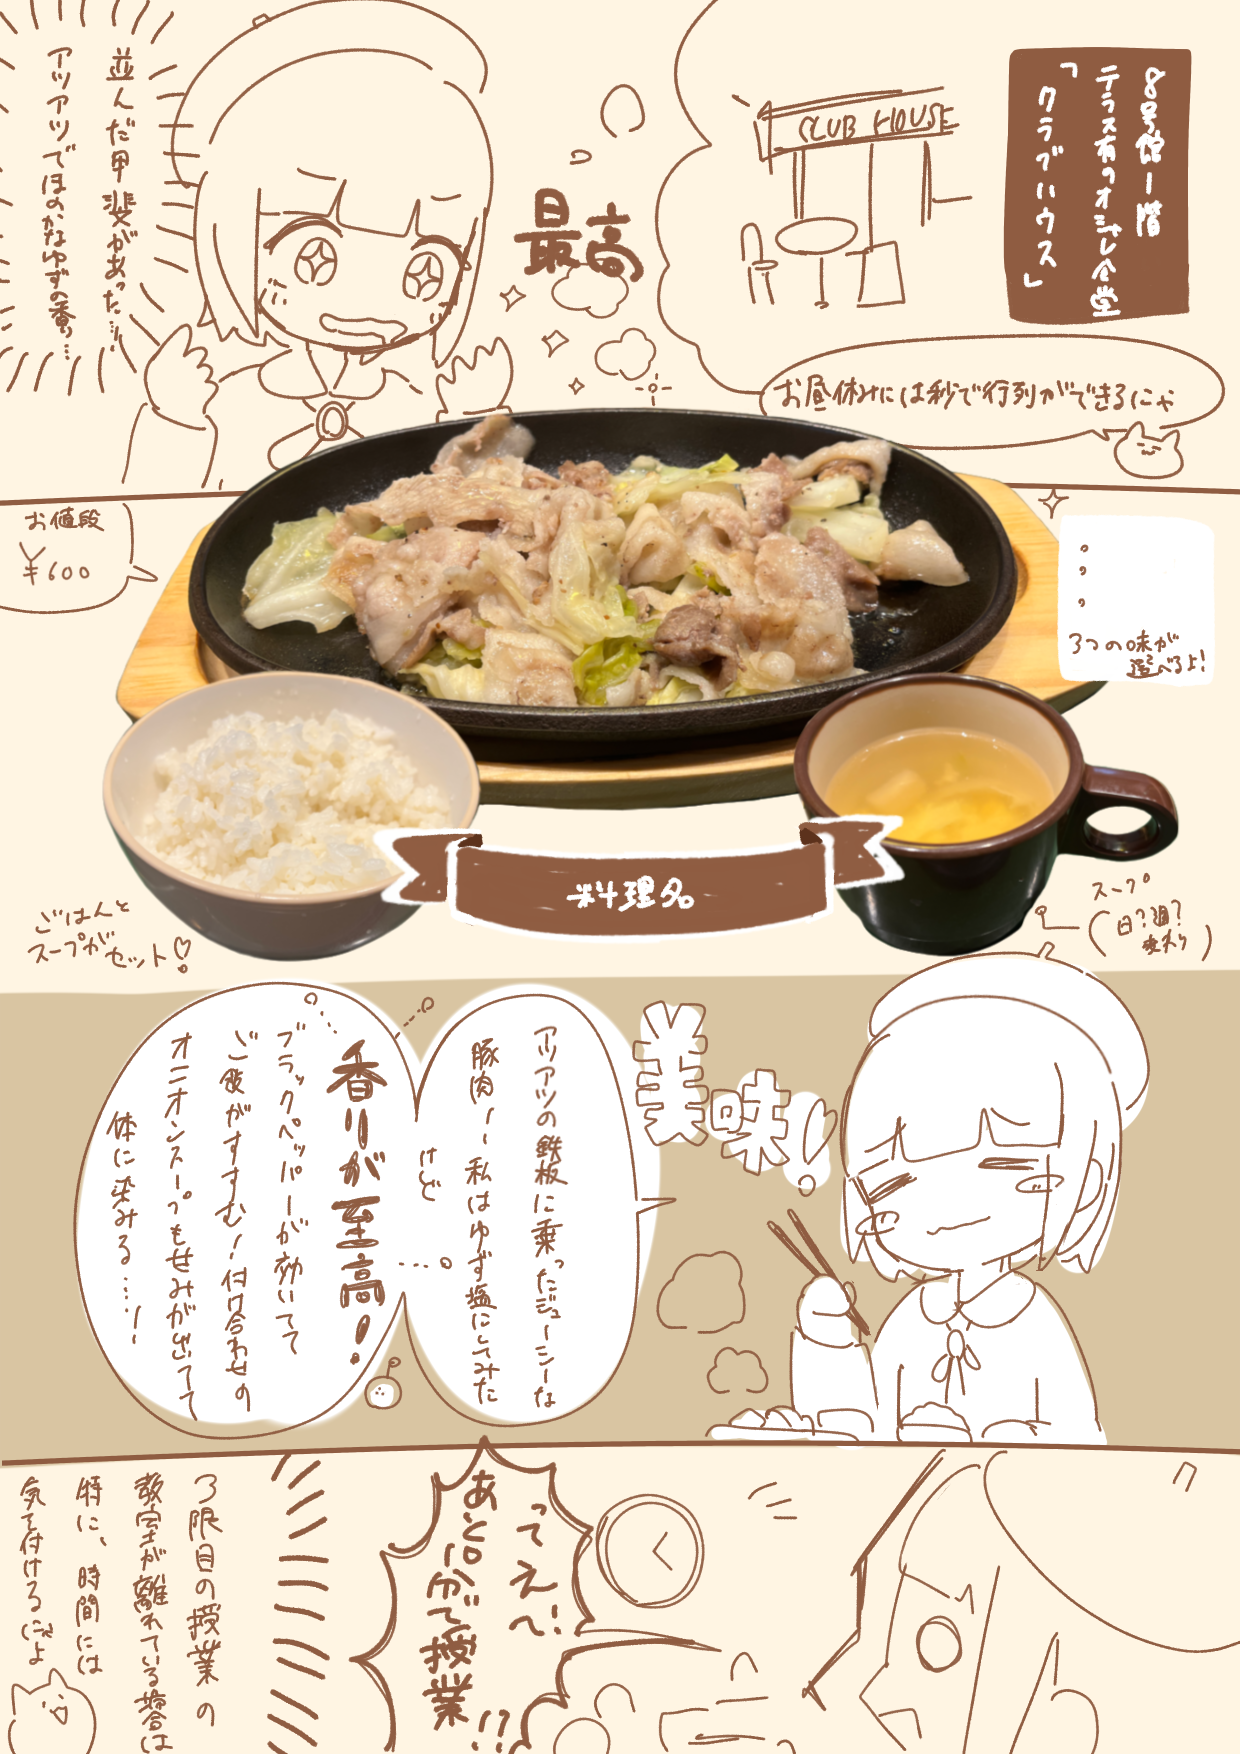 8号館1階
テラス有のオシャレ食堂
「クラブハウス」
CLUB HOUSE
お昼休みには秒で行列ができるにゃ
最高
並んだ甲斐があった…!!
アツアツでほのかなゆずの香り…
お値段
¥600
・
・
・
3つの味が
選べるよ!
料理名
ごはんと
スープが
セット♡
スープ
(日?週?
変わり)
美味!
アツアツの鉄板に乗ったジューシーな
豚肉!!私はゆず塩にしてみた
けど
香りが至高!
ブラックペッパーが効いてて
ご飯がすすむ!付け合わせの
オニオンスープもせみが出てて
体に染みる……!!
ってえ〜!
あと10分で授業!?
3限目の授業の
教室が離れている場合は
特に、時間には
気を付けるにゃよ